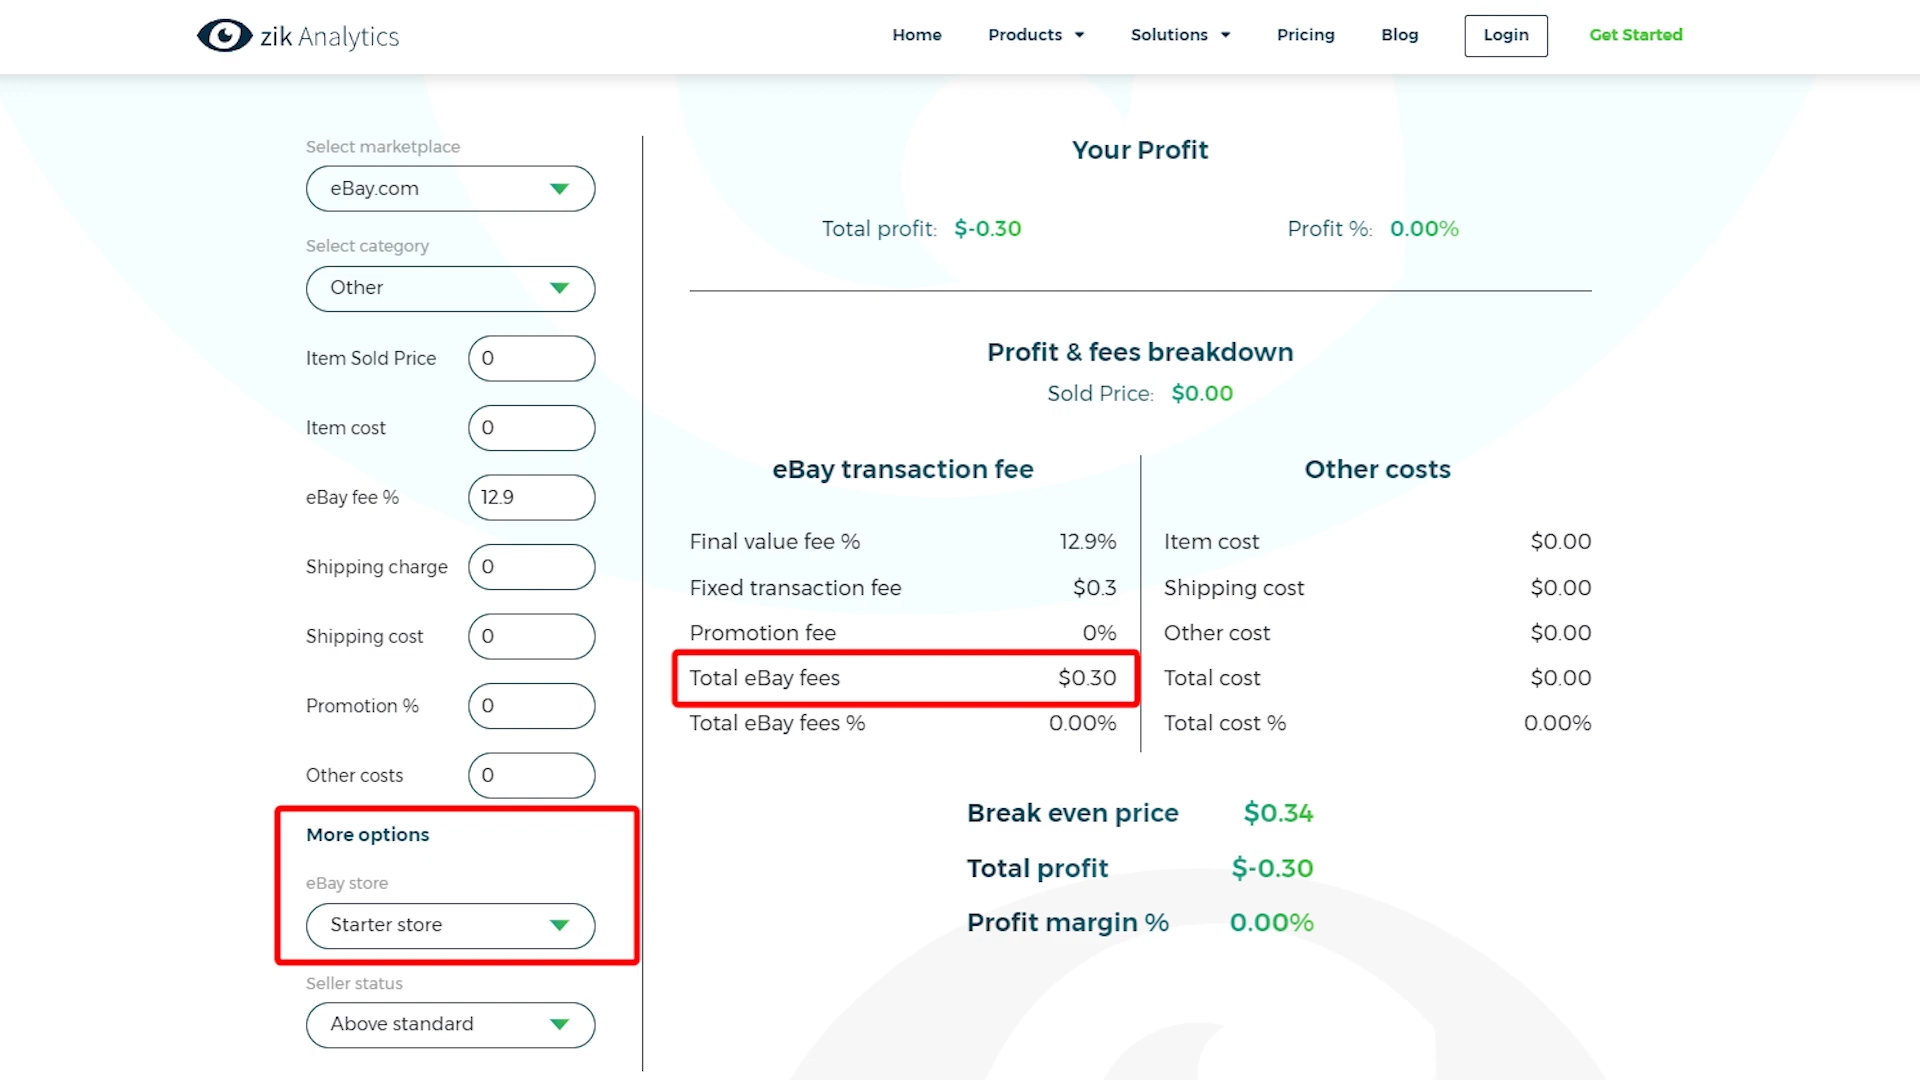 zik Analytics
Home Products Solutions Pricing Blog Login Get Started
Select marketplace
eBay.com
Select category
Other
Item Sold Price 0
Item cost 0
eBay fee % 12.9
Shipping charge 0
Shipping cost 0
Promotion % 0
Other costs 0
More options
eBay store
Starter store
Seller status
Above standard
Your Profit
Total profit: $-0.30 Profit %: 0.00%
Profit & fees breakdown
Sold Price: $0.00
eBay transaction fee
Final value fee % 12.9%
Fixed transaction fee $0.3
Promotion fee 0%
Total eBay fees $0.30
Total eBay fees % 0.00%
Other costs
Item cost $0.00
Shipping cost $0.00
Other cost $0.00
Total cost $0.00
Total cost % 0.00%
Break even price $0.34
Total profit $-0.30
Profit margin % 0.00%